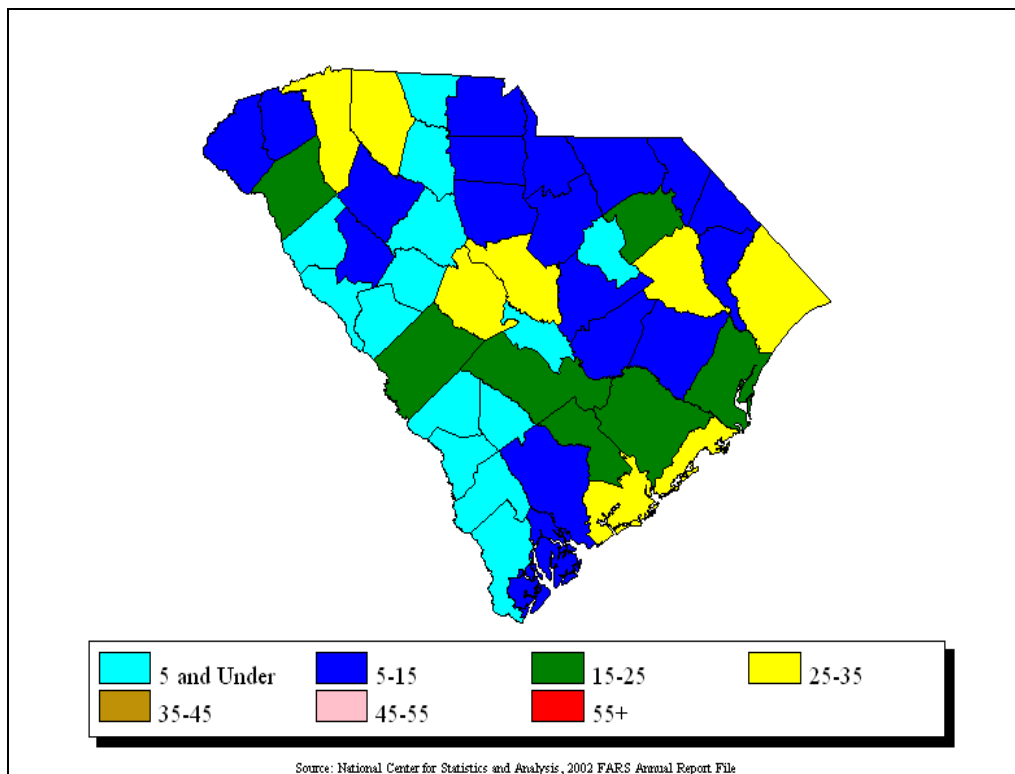 5 and Under 5-15 15-25 25-35
35-45 45-55 55+
Source: National Center for Statistics and Analysis, 2002 FARS Annual Report File